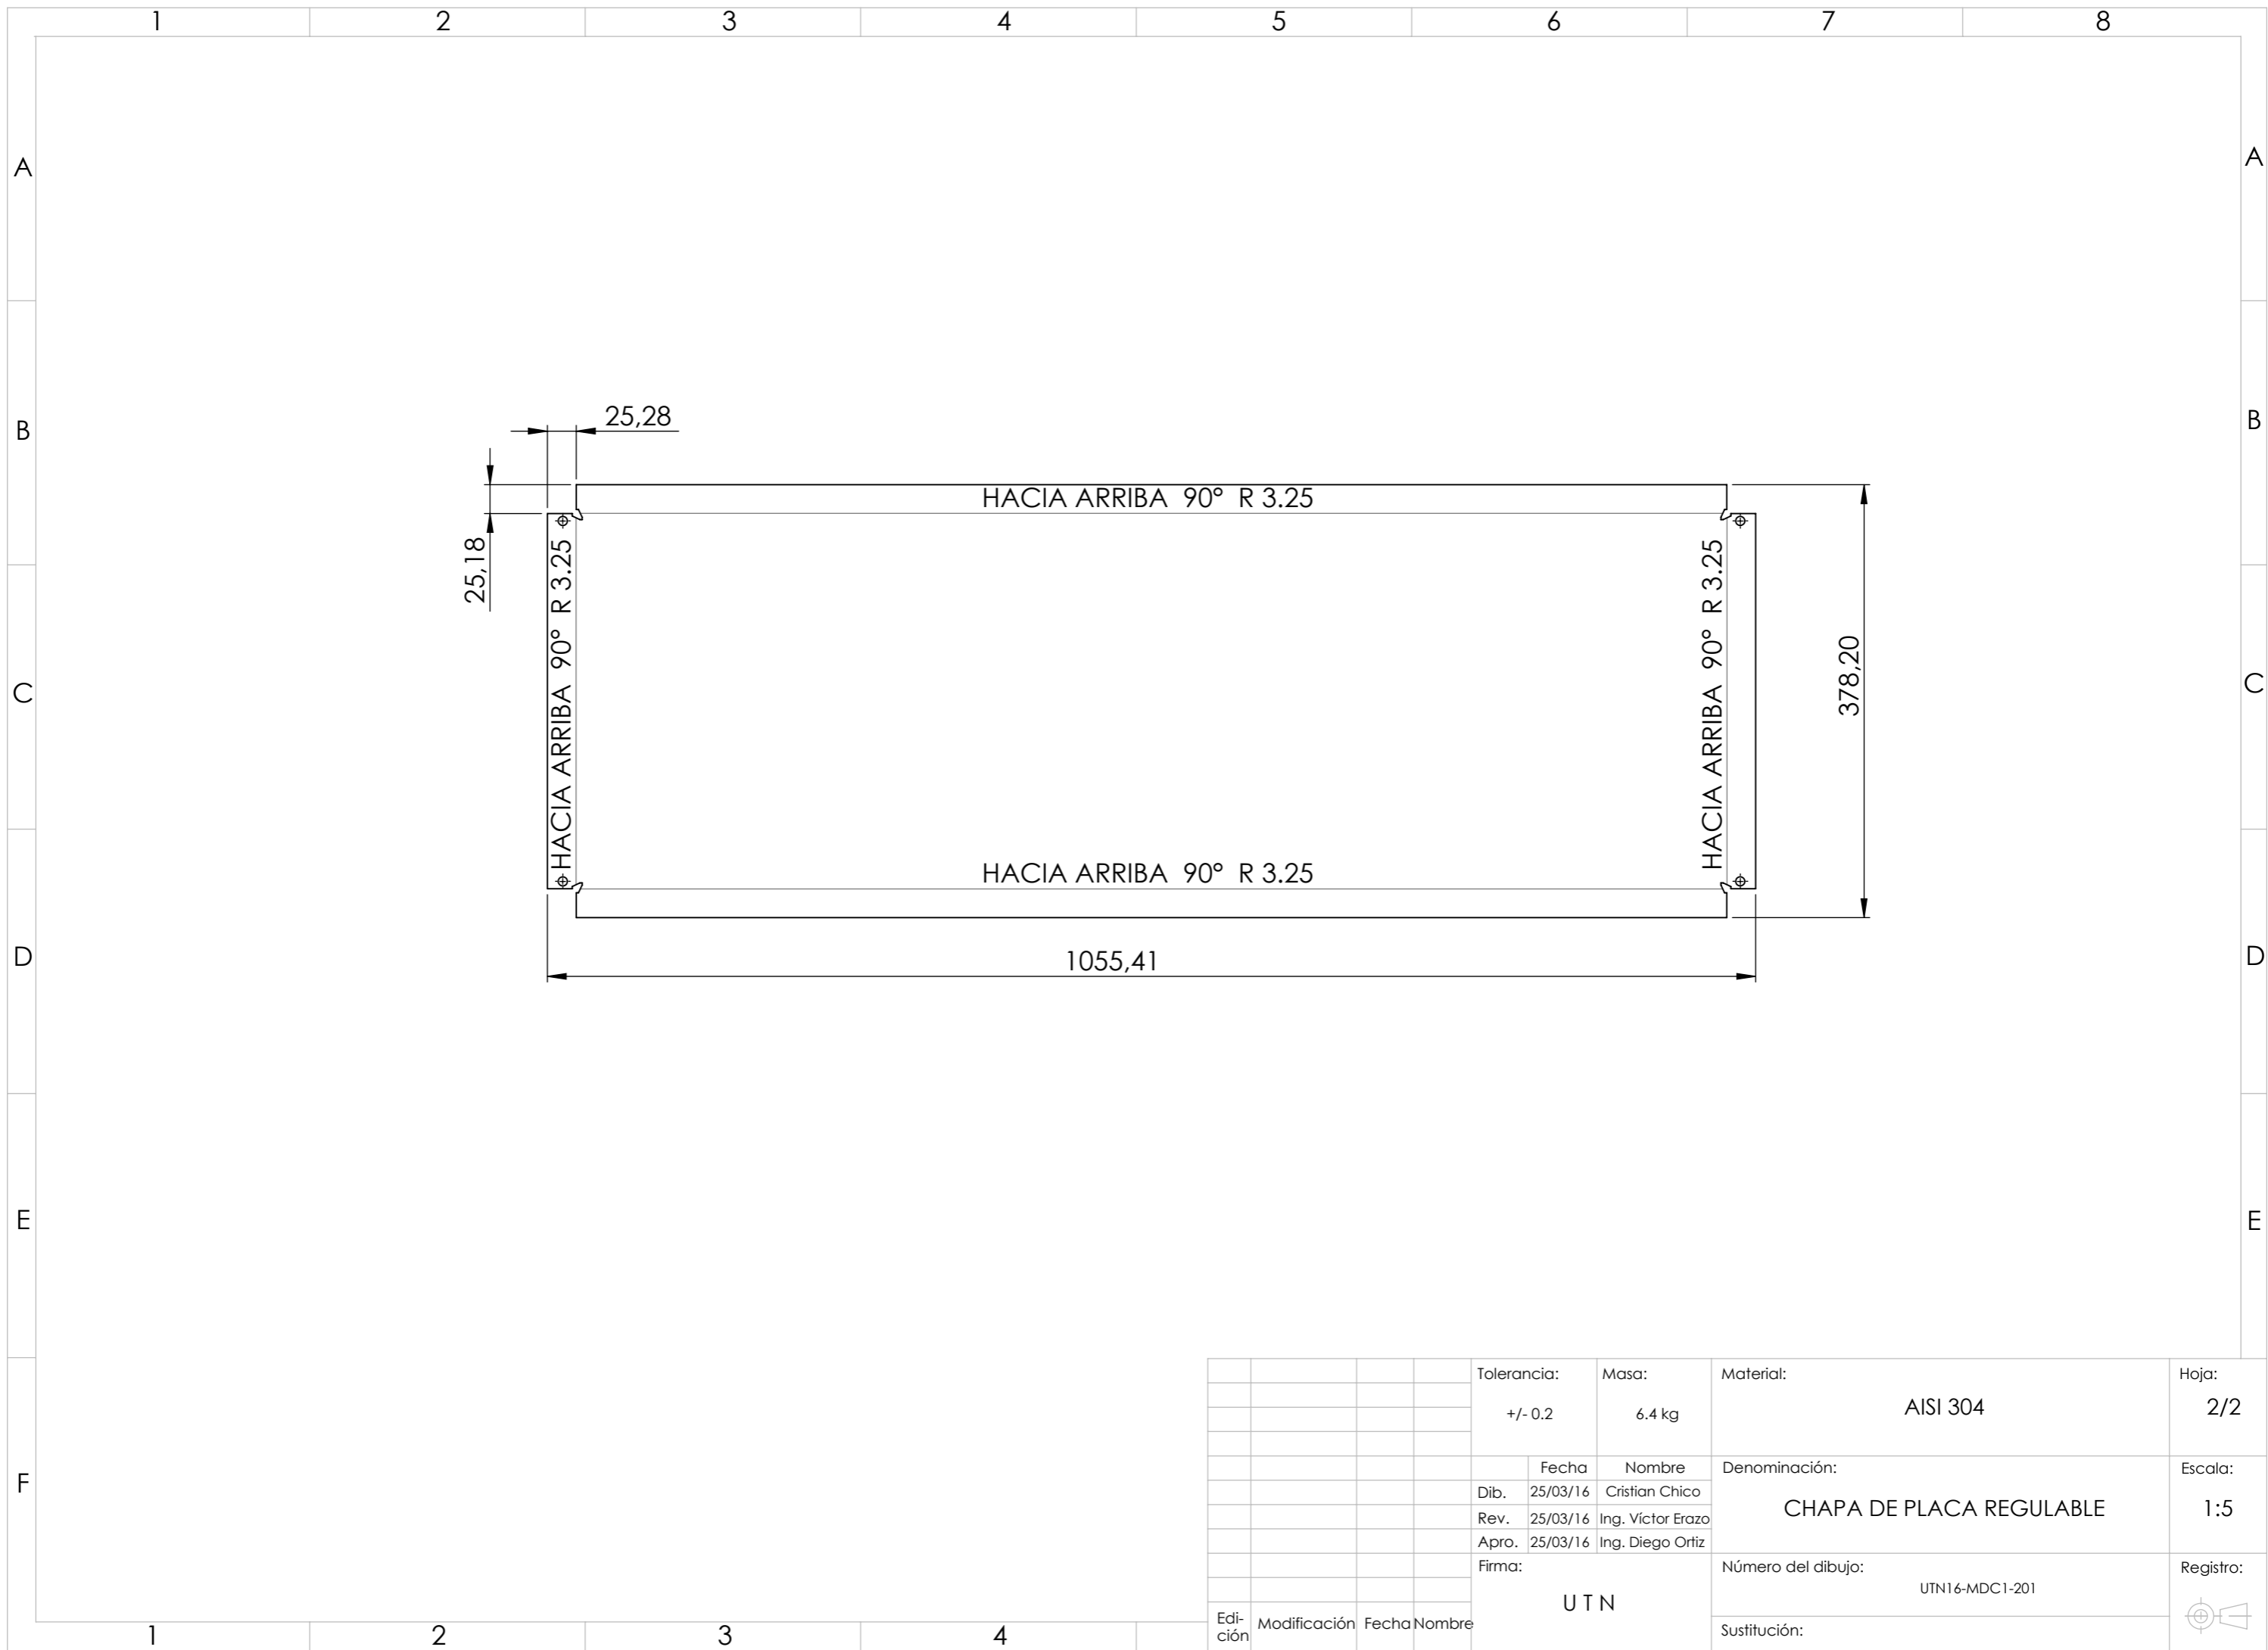 1 2 3 4 5 6 7 8
A A
B B
C C
D D
E E
F
25,28
25,18
HACIA ARRIBA 90° R 3.25
HACIA ARRIBA 90° R 3.25
HACIA ARRIBA 90° R 3.25
378,20
HACIA ARRIBA 90° R 3.25
1055,41
Tolerancia: Masa: Material: Hoja:
+/- 0.2 6.4 kg AISI 304 2/2
Fecha Nombre Denominación: Escala:
Dib. 25/03/16 Cristian Chico
CHAPA DE PLACA REGULABLE 1:5
Rev. 25/03/16 Ing. Víctor Erazo
Apro. 25/03/16 Ing. Diego Ortiz
Firma: Número del dibujo: Registro:
UTN16-MDC1-201
U T N
Edi-
ción Modificación Fecha Nombre
Sustitución:
1 2 3 4